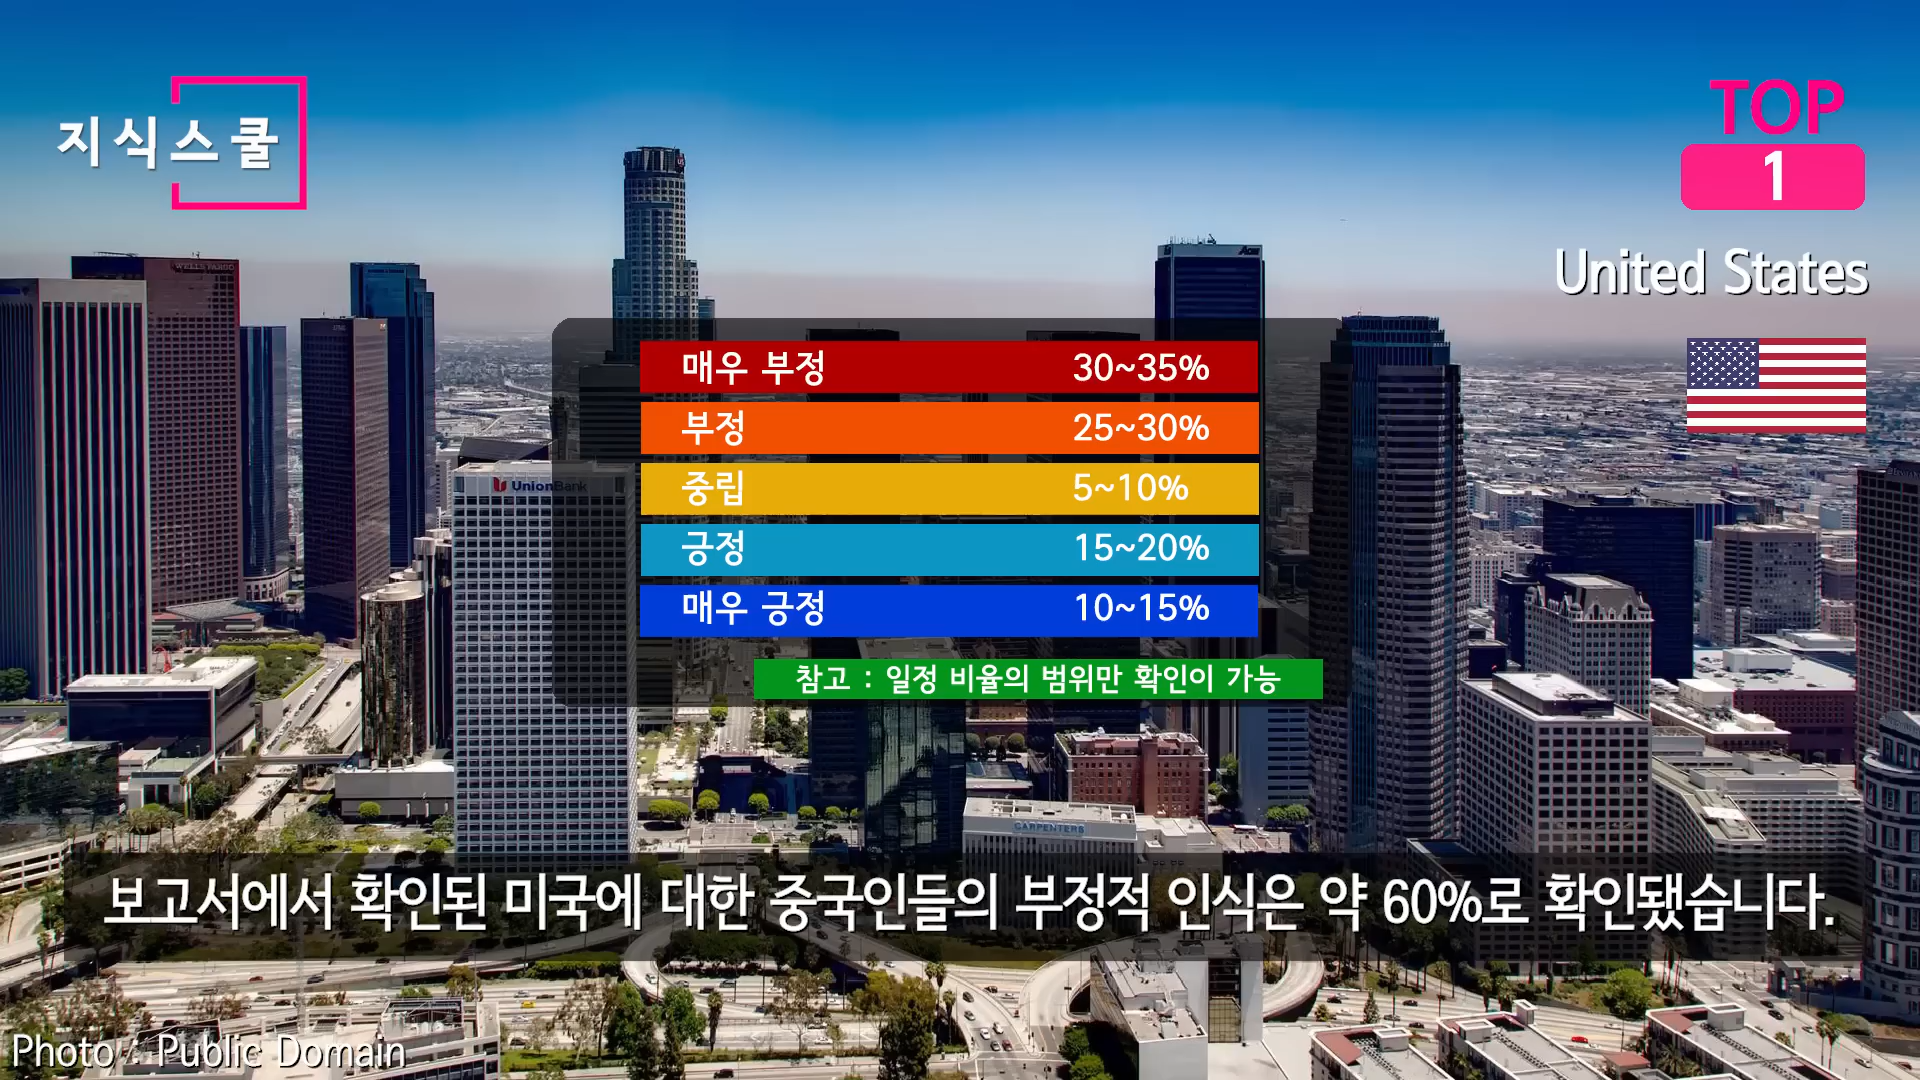 지식스쿨
TOP
1
United States
WELLS FARGO
UnionBank
매우 부정 30~35%
부정 25~30%
중립 5~10%
긍정 15~20%
매우 긍정 10~15%
참고 : 일정 비율의 범위만 확인이 가능
CARPENTERS
보고서에서 확인된 미국에 대한 중국인들의 부정적 인식은 약 60%로 확인됐습니다.
Photo : Public Domain